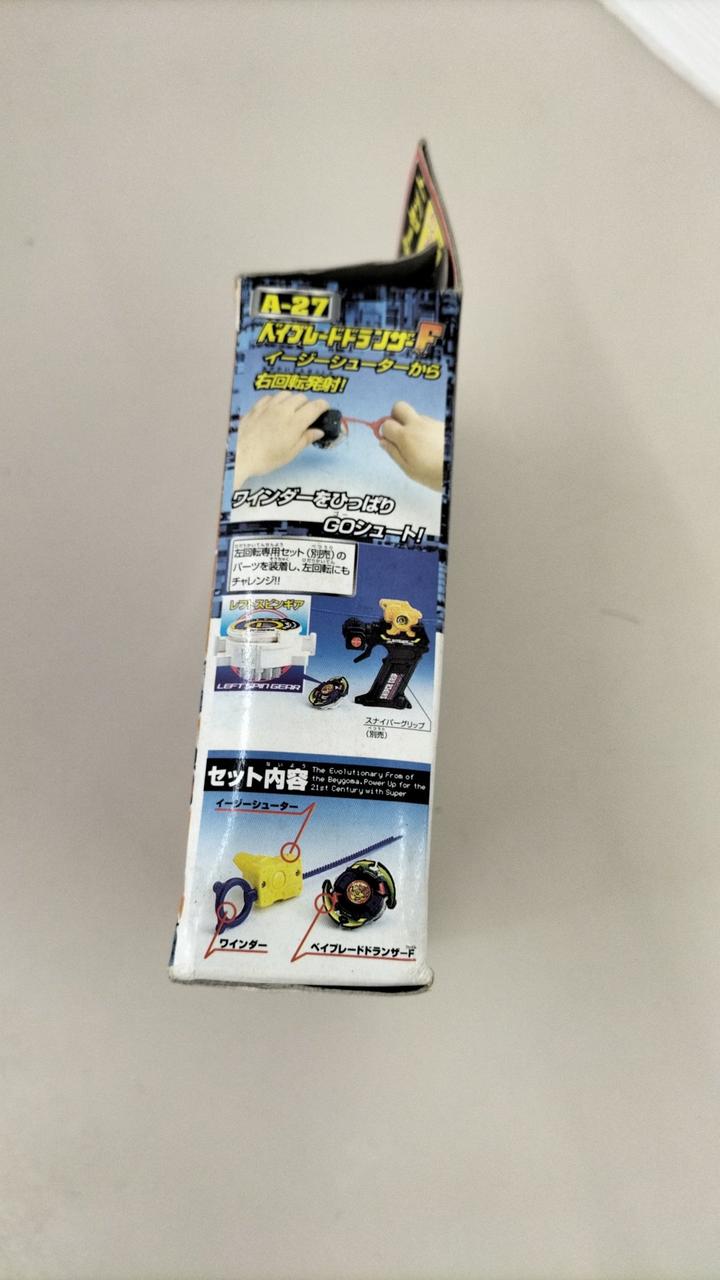 A-27
ベイブレードドランザーF
イージーシューターから
右回転発射!
ワインダーをひっぱり
GOシュート!
左回転専用セット(別売)の
パーツを装着し、左回転にも
チャレンジ!!
レフトスピンギア
LEFT SPIN GEAR
スナイパーグリップ
(別売)
セット内容
The Evolutionary From of
the Beygoma.Power Up for the
21st Century with Super
イージーシューター
ワインダー
ベイブレードドランザーF